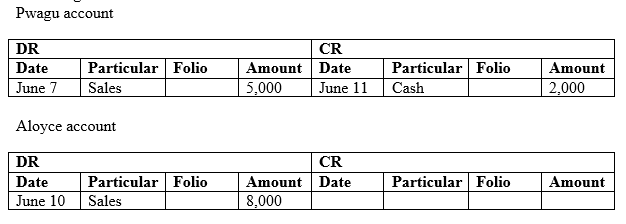 Pwagu account
DR CR
Date Particular Folio Amount Date Particular Folio Amount
June 7 Sales 5,000 June 11 Cash 2,000
Aloyce account
DR CR
Date Particular Folio Amount Date Particular Folio Amount
June 10 Sales 8,000